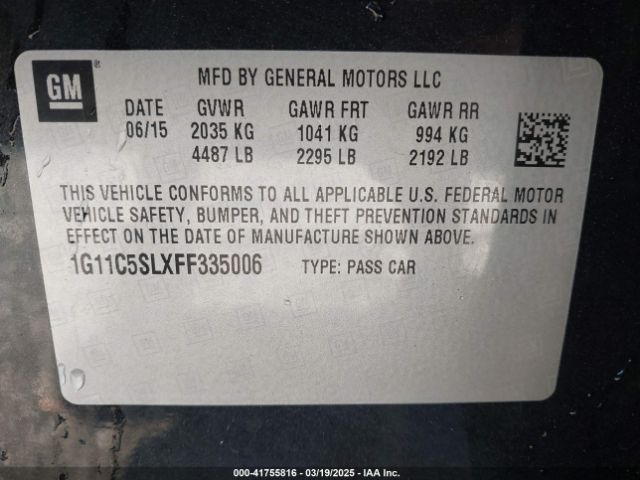 GM
MFD BY GENERAL MOTORS LLC
DATE GVWR GAWR FRT GAWR RR
06/15 2035 KG 1041 KG 994 KG
4487 LB 2295 LB 2192 LB
THIS VEHICLE CONFORMS TO ALL APPLICABLE U.S. FEDERAL MOTOR
VEHICLE SAFETY, BUMPER, AND THEFT PREVENTION STANDARDS IN
EFFECT ON THE DATE OF MANUFACTURE SHOWN ABOVE.
1G11C5SLXFF335006 TYPE: PASS CAR
000-41755816 - 03/19/2025 - IAA Inc.